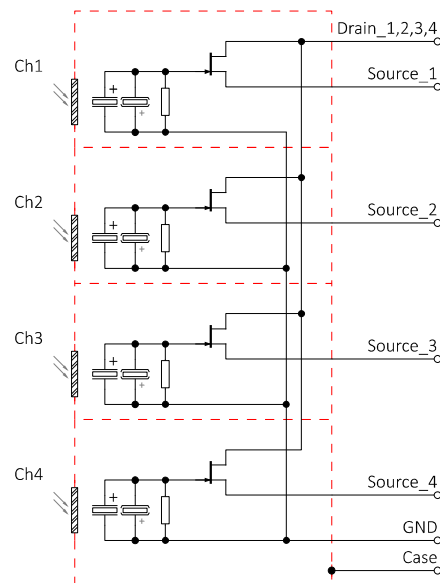 Drain_1,2,3,4
Ch1
Source_1
+
+
Ch2
Source_2
+
+
Ch3
Source_3
+
+
Ch4
Source_4
+
+
GND
Case